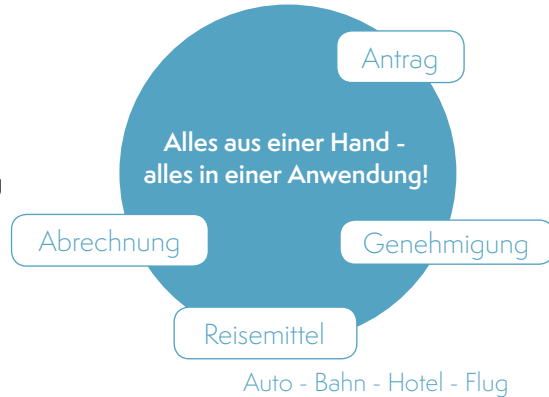 Antrag
Alles aus einer Hand -
alles in einer Anwendung!
Abrechnung
Genehmigung
Reisemittel
Auto - Bahn - Hotel - Flug